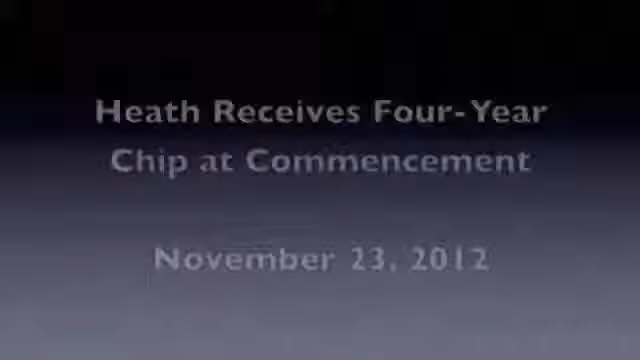 Heath Receives Four-Year
Chip at Commencement
November 23, 2012